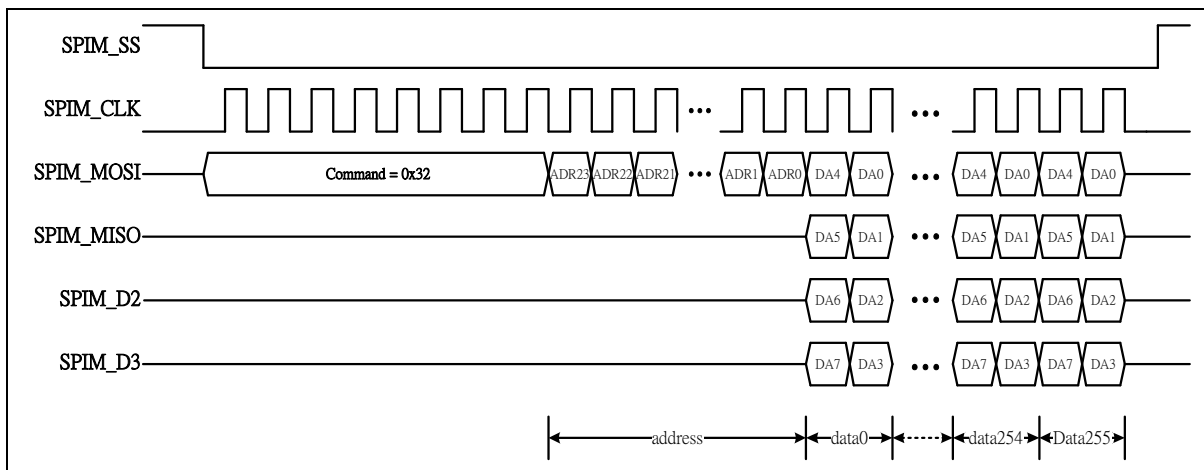 SPIM_SS
SPIM_CLK ••• •••
SPIM_MOSI Command = 0x32 ADR23 ADR22 ADR21 ••• ADR1 ADR0 DA4 DA0 ••• DA4 DA0 DA4 DA0
SPIM_MISO DA5 DA1 ••• DA5 DA1 DA5 DA1
SPIM_D2 DA6 DA2 ••• DA6 DA2 DA6 DA2
SPIM_D3 DA7 DA3 ••• DA7 DA3 DA7 DA3
address data0 data254 Data255